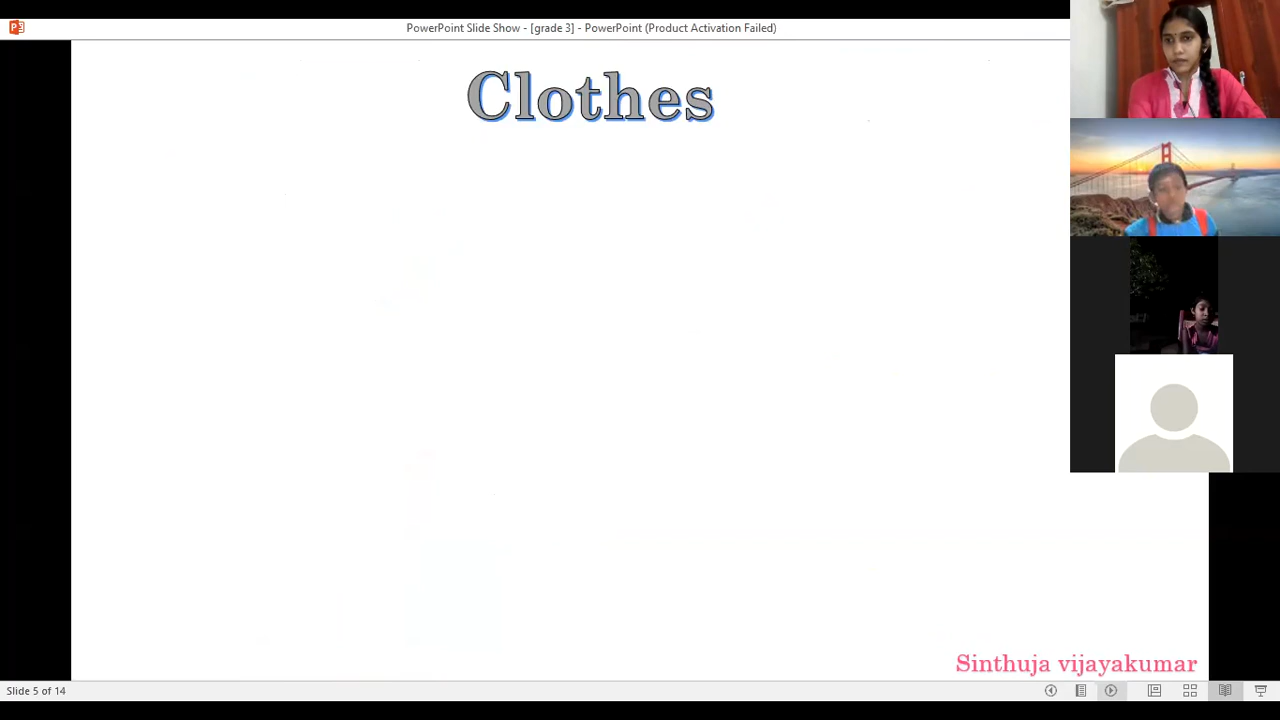 PowerPoint Slide Show - [grade 3] - PowerPoint (Product Activation Failed)
Clothes
Sinthuja vijayakumar
Slide 5 of 14